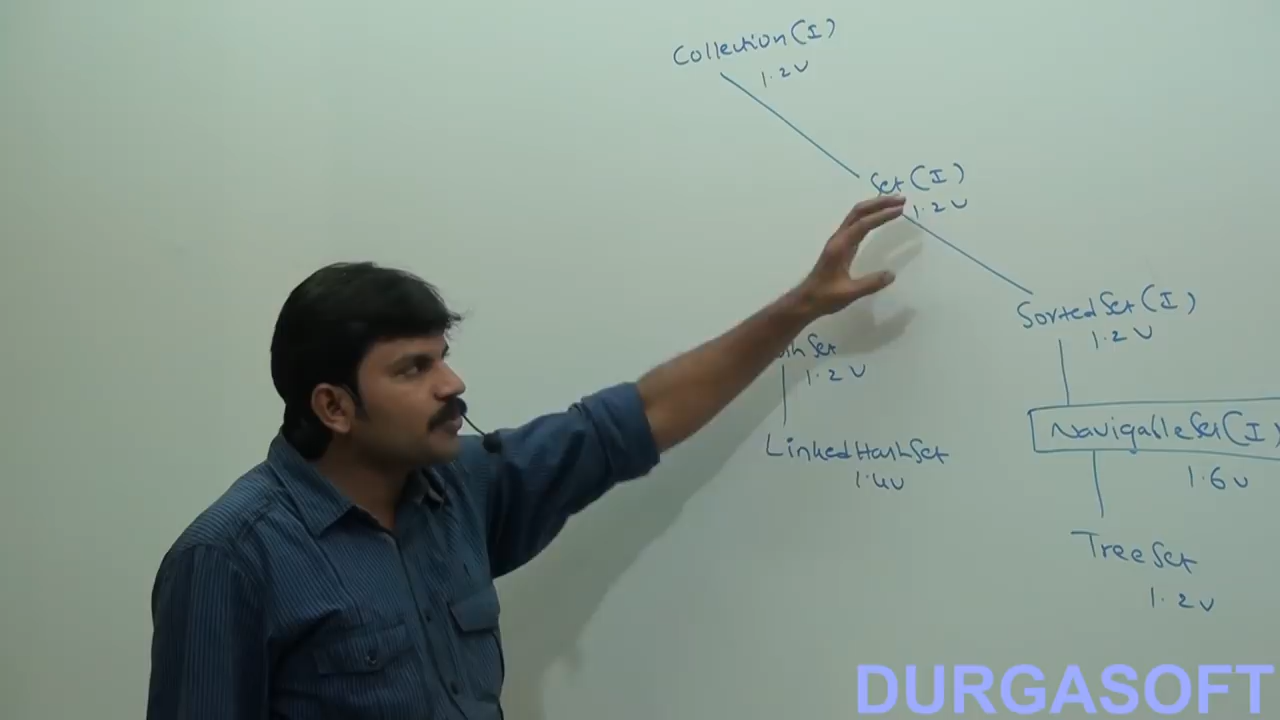 Collection(I)
1.2V
Set(I)
1.2V
SortedSet(I)
1.2V
shSet
1.2V
NavigableSet(I)
1.6V
LinkedHashSet
1.4V
TreeSet
1.2V
DURGASOFT